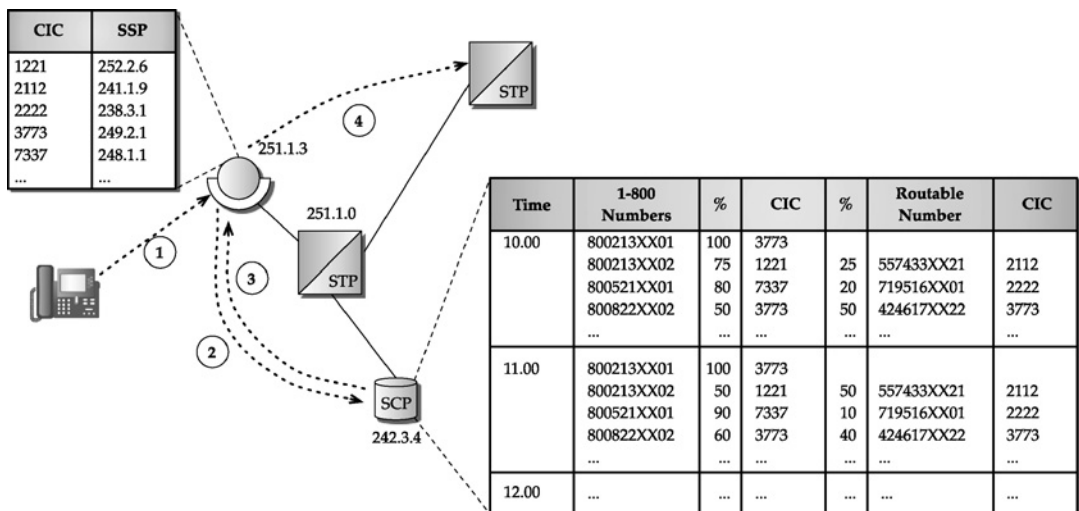 CIC SSP
1221 252.2.6
2112 241.1.9
2222 238.3.1
3773 249.2.1
7337 248.1.1
... ...
STP
4
251.1.3
1
251.1.0
STP
3
2
SCP
242.3.4
Time 1-800 Numbers % CIC % Routable Number CIC
10.00 800213XX01 100 3773
800213XX02 75 1221 25 557433XX21 2112
800521XX01 80 7337 20 719516XX01 2222
800822XX02 50 3773 50 424617XX22 3773
... ... ... ... ... ...
11.00 800213XX01 100 3773
800213XX02 50 1221 50 557433XX21 2112
800521XX01 90 7337 10 719516XX01 2222
800822XX02 60 3773 40 424617XX22 3773
... ... ... ... ... ...
12.00 ... ... ... ... ... ...